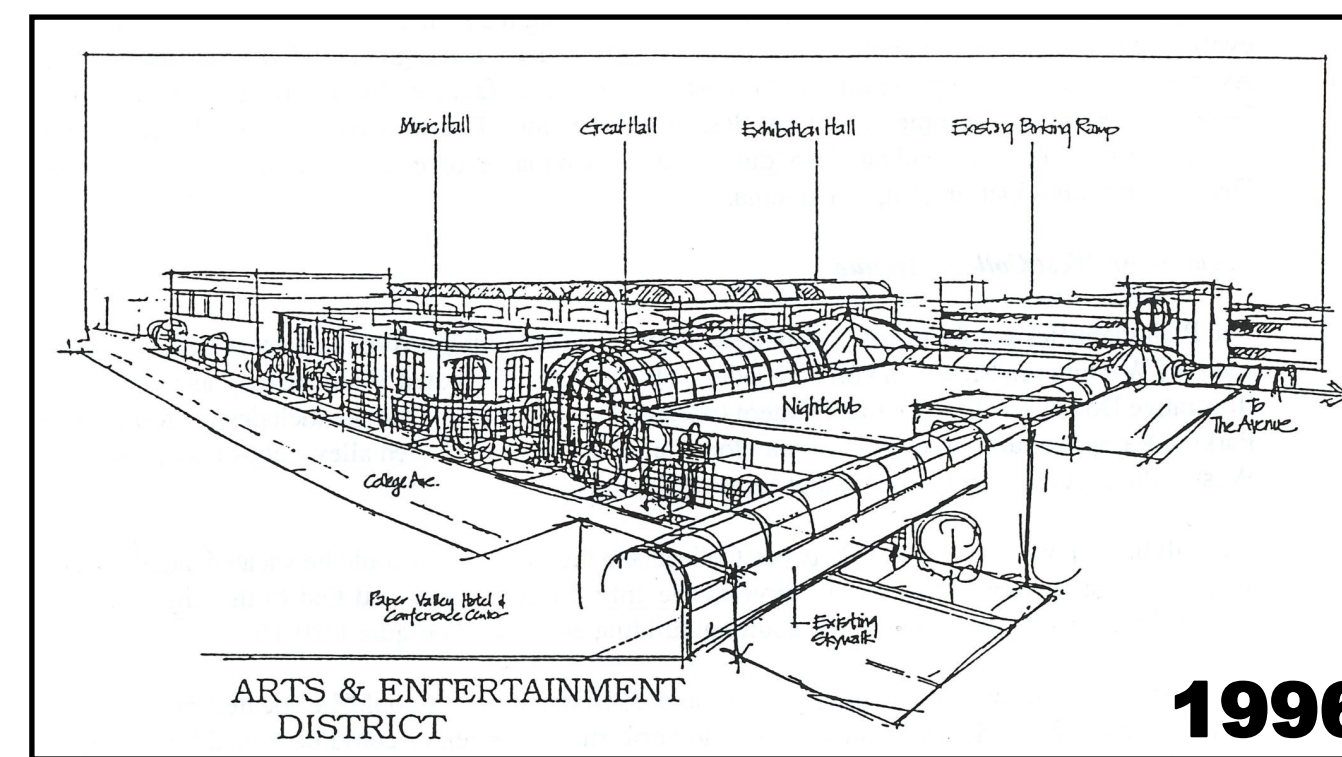 Music Hall
Great Hall
Exhibition Hall
Existing Parking Ramp
Nightclub
To
The Avenue
College Ave.
Paper Valley Hotel &
Conference Center
Existing
Skywalk
ARTS & ENTERTAINMENT
DISTRICT
1996